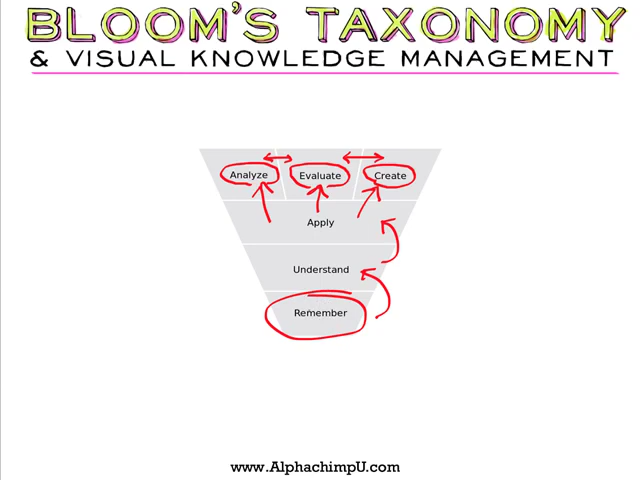 BLOOM'S TAXONOMY
& VISUAL KNOWLEDGE MANAGEMENT
Analyze Evaluate Create
Apply
Understand
Remember
www.AlphachimpU.com